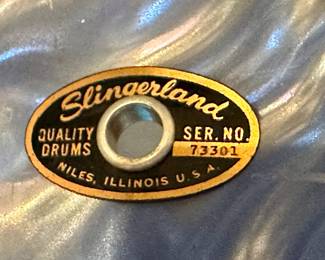 Slingerland
QUALITY SER. NO.
DRUMS 73301
NILES, ILLINOIS U.S.A.